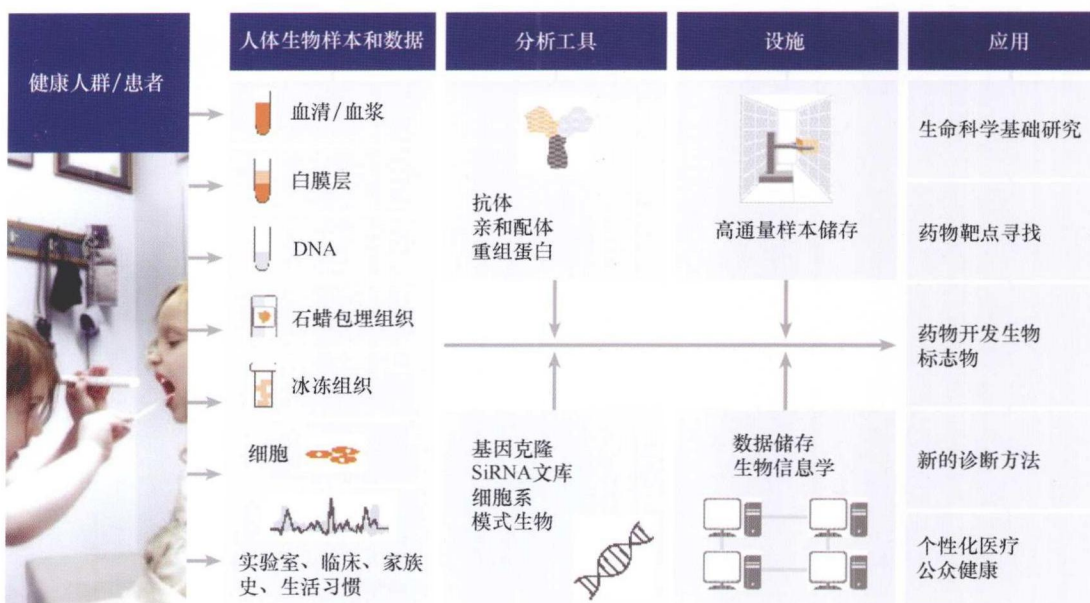 健康人群/患者
人体生物样本和数据
血清/血浆
白膜层
DNA
石蜡包埋组织
冰冻组织
细胞
实验室、临床、家族
史、生活习惯
分析工具
抗体
亲和配体
重组蛋白
基因克隆
SiRNA文库
细胞系
模式生物
设施
高通量样本储存
数据储存
生物信息学
应用
生命科学基础研究
药物靶点寻找
药物开发生物
标志物
新的诊断方法
个性化医疗
公众健康